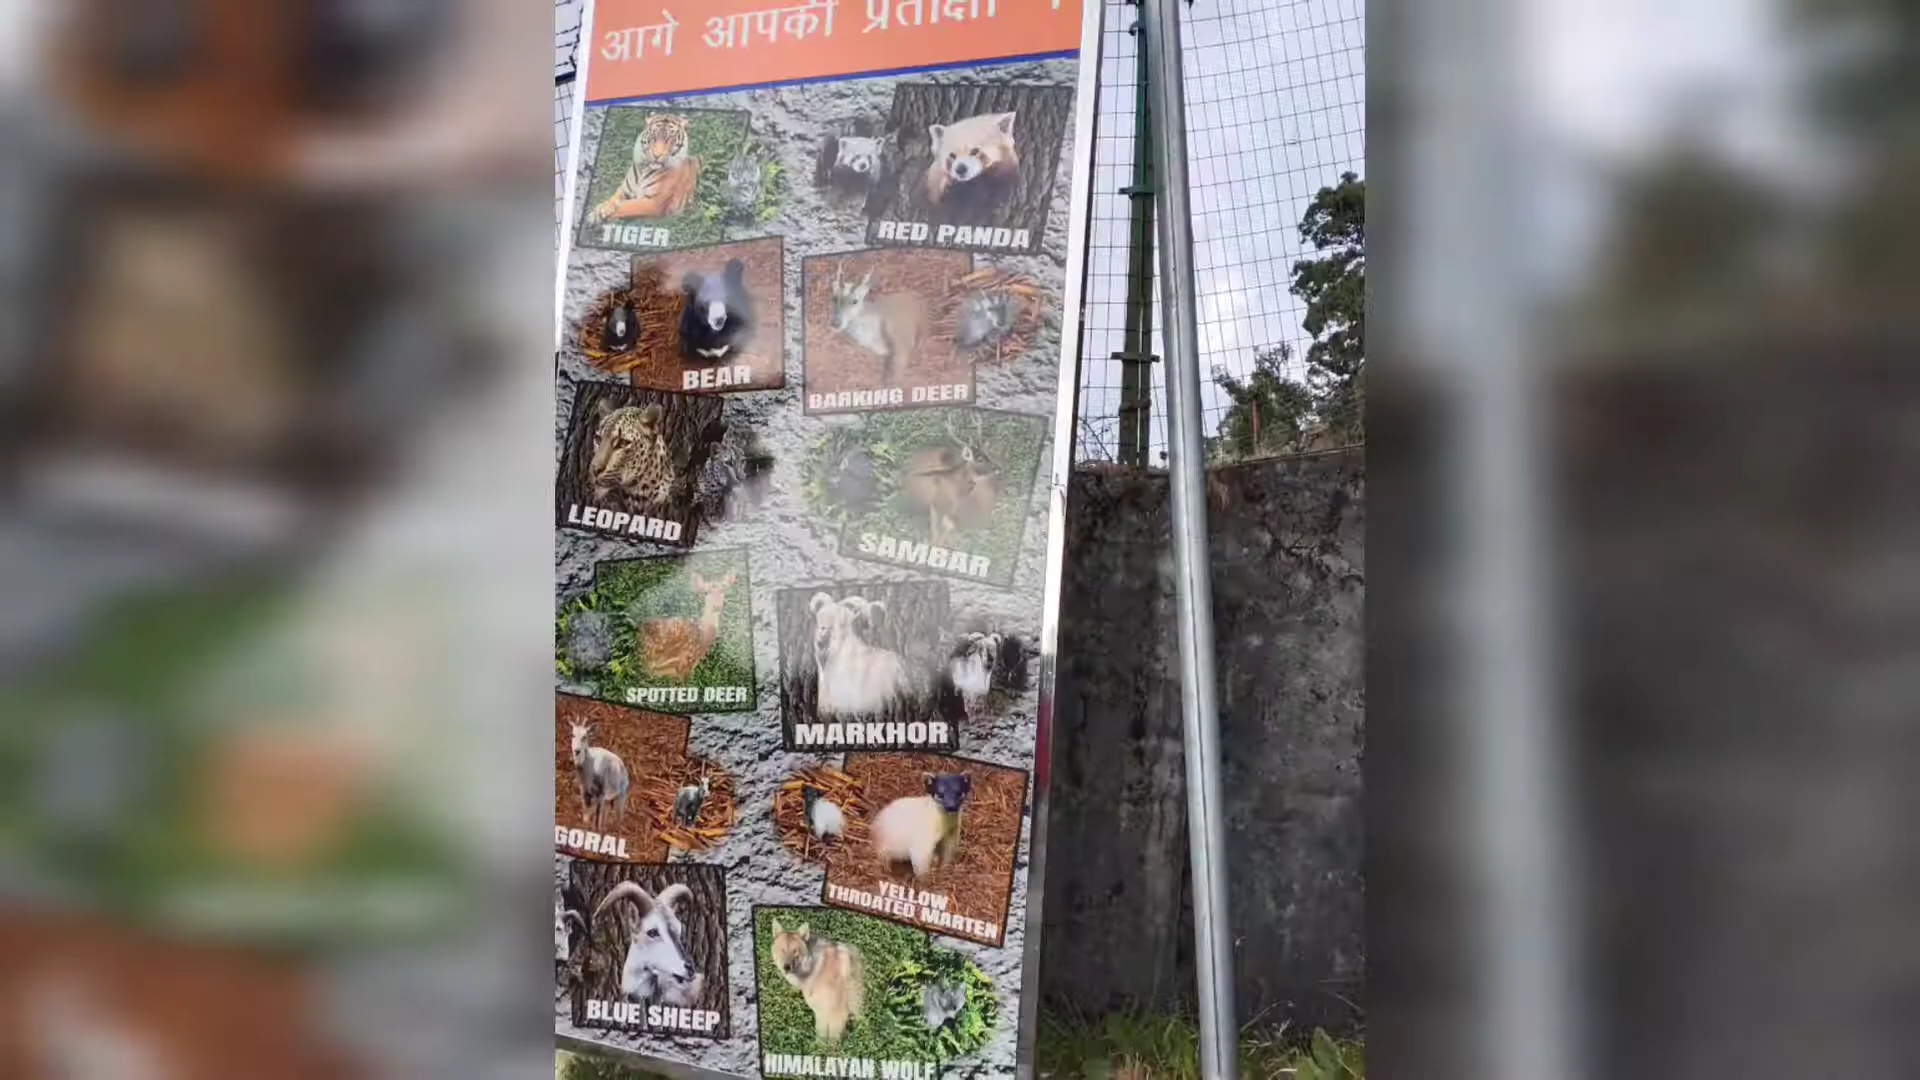 आगे आपकी प्रतीक्षा
TIGER
RED PANDA
BEAR
BARKING DEER
LEOPARD
SAMBAR
SPOTTED DEER
MARKHOR
GORAL
YELLOW
THROATED MARTEN
BLUE SHEEP
HIMALAYAN WOLF